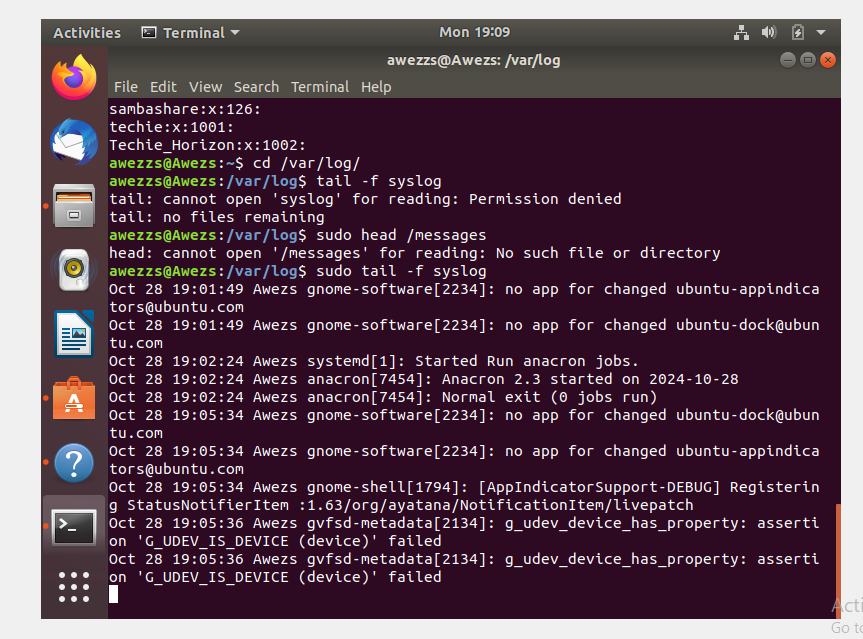 Activities
Terminal
Mon 19:09
awezzs@Awezs: /var/log
File Edit View Search Terminal Help
sambashare:x:126:
techie:x:1001:
Techie_Horizon:x:1002:
awezzs@Awezs:~$ cd /var/log/
awezzs@Awezs:/var/log$ tail -f syslog
tail: cannot open 'syslog' for reading: Permission denied
tail: no files remaining
awezzs@Awezs:/var/log$ sudo head /messages
head: cannot open '/messages' for reading: No such file or directory
awezzs@Awezs:/var/log$ sudo tail -f syslog
Oct 28 19:01:49 Awezs gnome-software[2234]: no app for changed ubuntu-appindica
tors@ubuntu.com
Oct 28 19:01:49 Awezs gnome-software[2234]: no app for changed ubuntu-dock@ubun
tu.com
Oct 28 19:02:24 Awezs systemd[1]: Started Run anacron jobs.
Oct 28 19:02:24 Awezs anacron[7454]: Anacron 2.3 started on 2024-10-28
Oct 28 19:02:24 Awezs anacron[7454]: Normal exit (0 jobs run)
Oct 28 19:05:34 Awezs gnome-software[2234]: no app for changed ubuntu-dock@ubun
tu.com
Oct 28 19:05:34 Awezs gnome-software[2234]: no app for changed ubuntu-appindica
tors@ubuntu.com
Oct 28 19:05:34 Awezs gnome-shell[1794]: [AppIndicatorSupport-DEBUG] Registerin
g StatusNotifierItem :1.63/org/ayatana/NotificationItem/livepatch
Oct 28 19:05:36 Awezs gvfsd-metadata[2134]: g_udev_device_has_property: asserti
on 'G_UDEV_IS_DEVICE (device)' failed
Oct 28 19:05:36 Awezs gvfsd-metadata[2134]: g_udev_device_has_property: asserti
on 'G_UDEV_IS_DEVICE (device)' failed
Acti
Go to